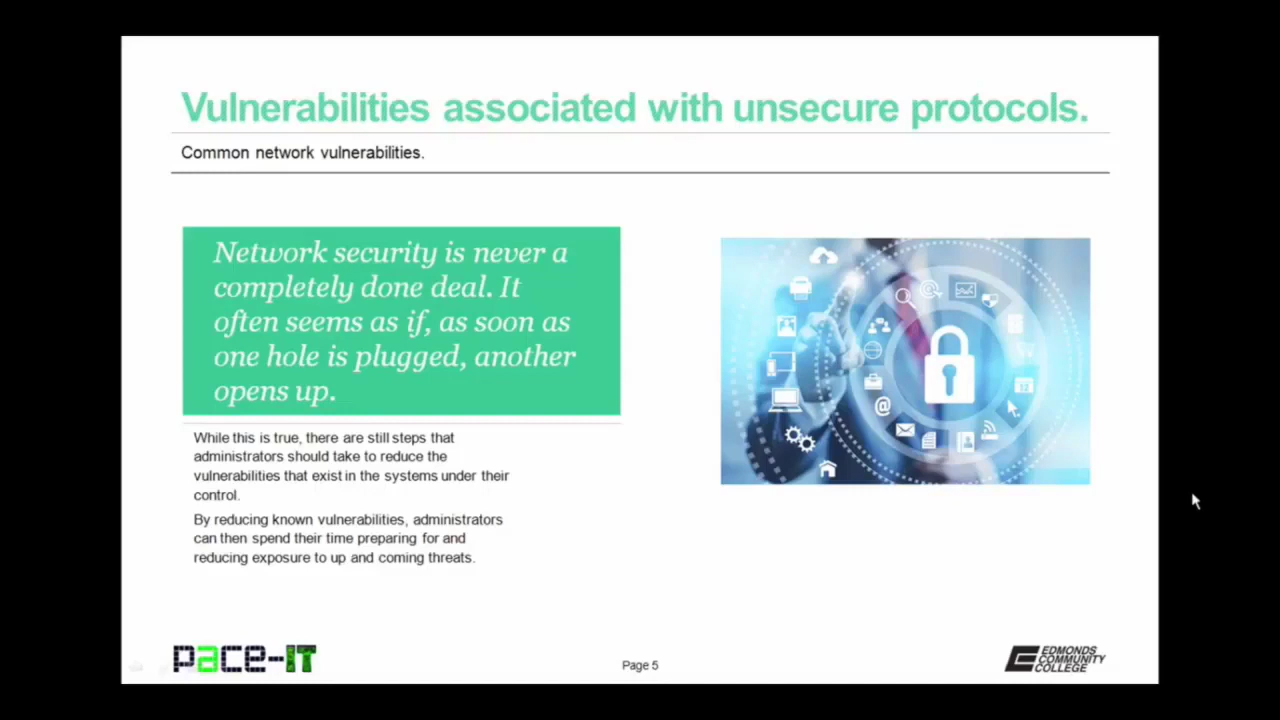 Vulnerabilities associated with unsecure protocols.
Common network vulnerabilities.
Network security is never a
completely done deal. It
often seems as if, as soon as
one hole is plugged, another
opens up.
While this is true, there are still steps that
administrators should take to reduce the
vulnerabilities that exist in the systems under their
control.
By reducing known vulnerabilities, administrators
can then spend their time preparing for and
reducing exposure to up and coming threats.
pace-IT
Page 5
EDMONDS
COMMUNITY
COLLEGE